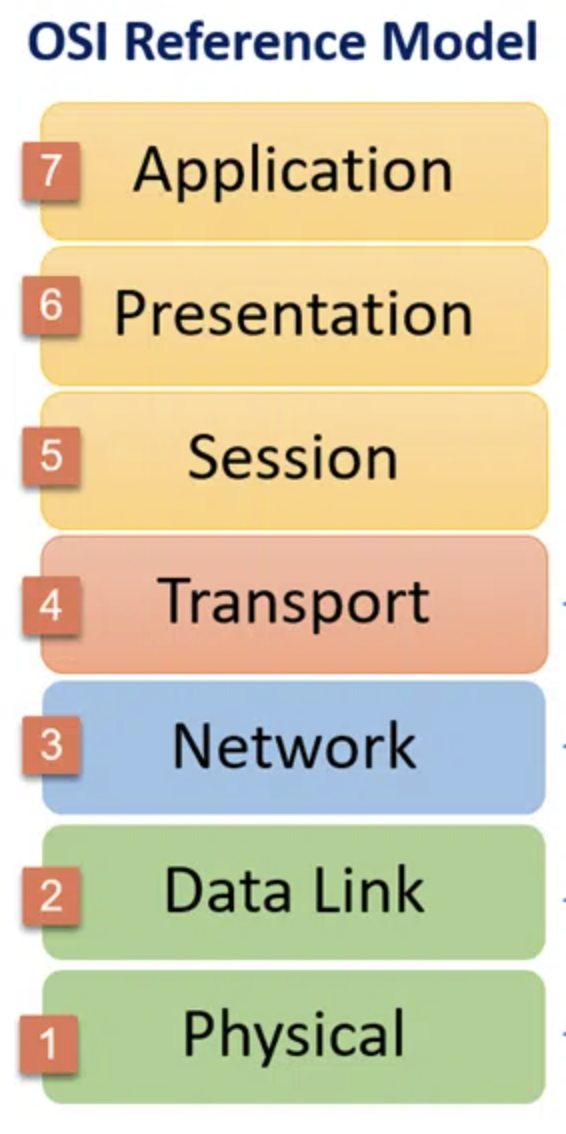 OSI Reference Model
7 Application
6 Presentation
5 Session
4 Transport
3 Network
2 Data Link
1 Physical